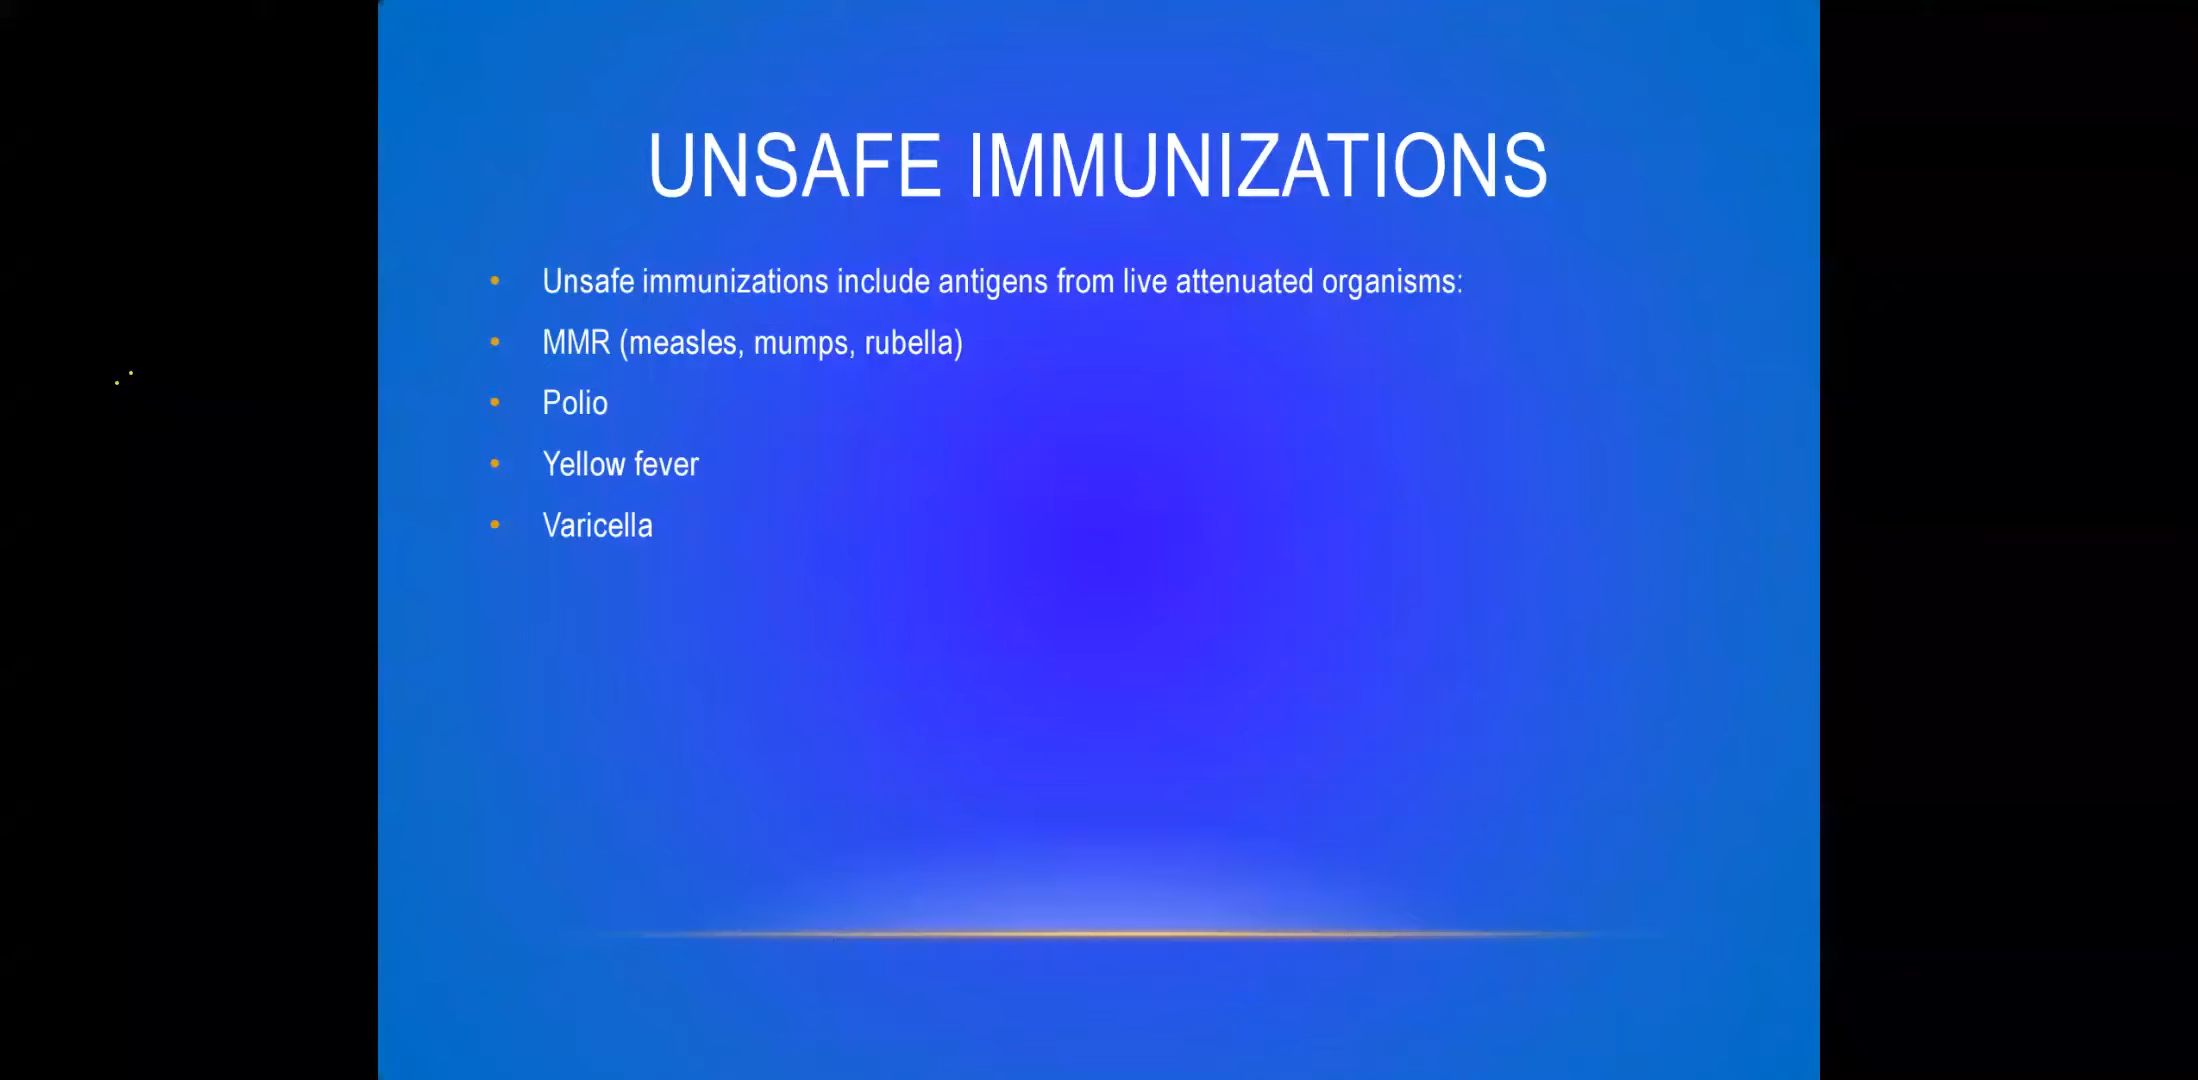 UNSAFE IMMUNIZATIONS
• Unsafe immunizations include antigens from live attenuated organisms:
• MMR (measles, mumps, rubella)
• Polio
• Yellow fever
• Varicella